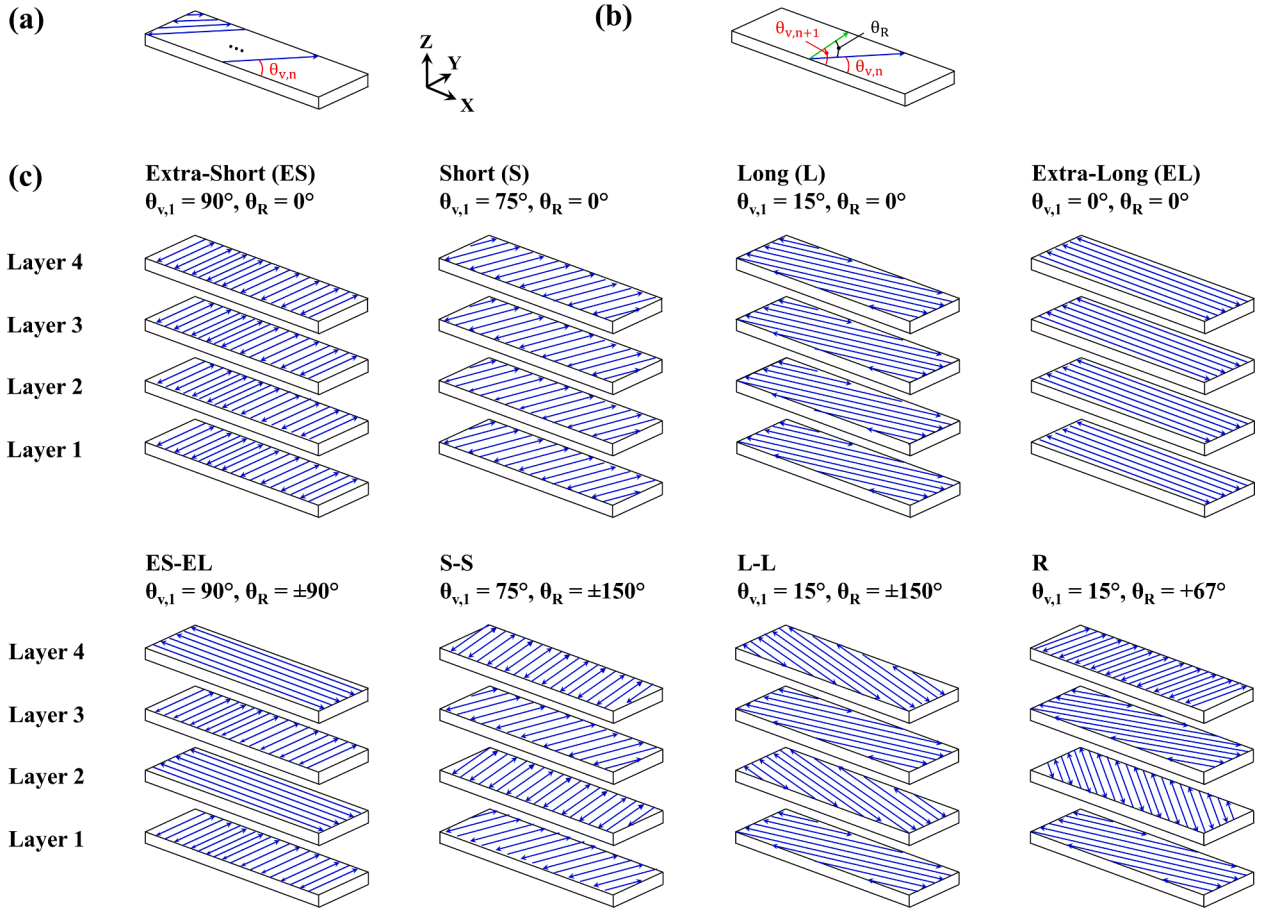 (a)
...
θv,n
Z
Y
X
(b)
θv,n+1
θR
θv,n
(c)
Extra-Short (ES)
θv,1 = 90°, θR = 0°
Short (S)
θv,1 = 75°, θR = 0°
Long (L)
θv,1 = 15°, θR = 0°
Extra-Long (EL)
θv,1 = 0°, θR = 0°
Layer 4
Layer 3
Layer 2
Layer 1
ES-EL
θv,1 = 90°, θR = ±90°
S-S
θv,1 = 75°, θR = ±150°
L-L
θv,1 = 15°, θR = ±150°
R
θv,1 = 15°, θR = +67°
Layer 4
Layer 3
Layer 2
Layer 1